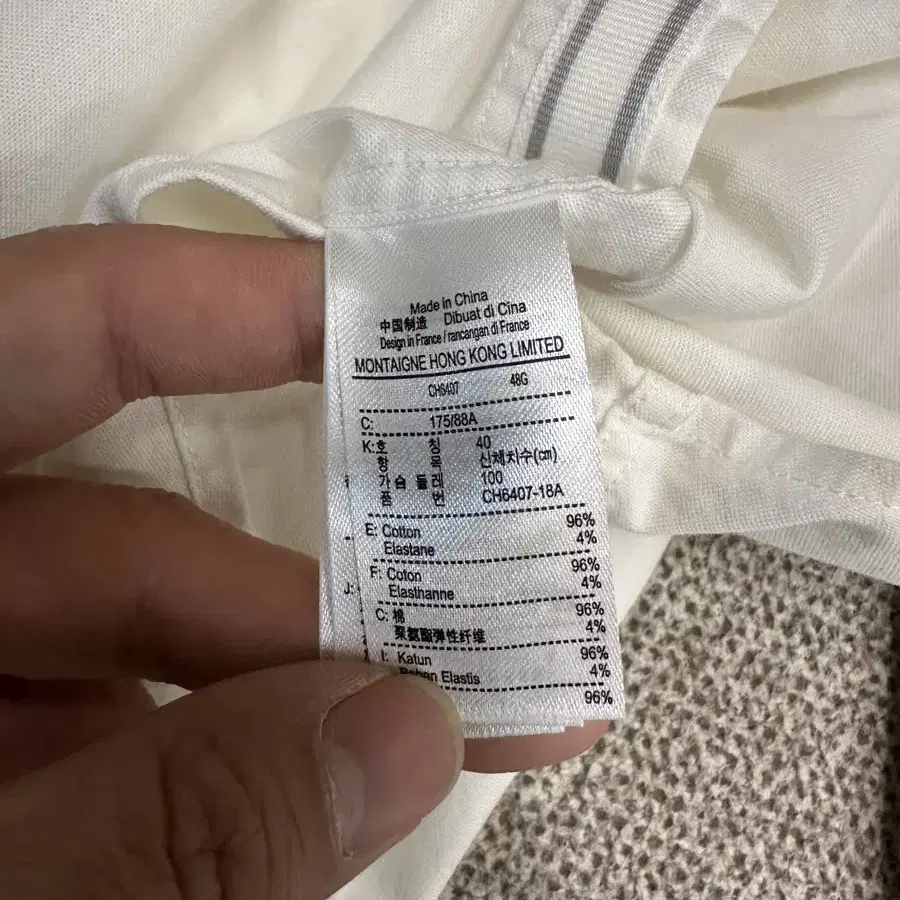 Made in China
中国制造 Dibuat di Cina
Design in France / rancangan di France
MONTAIGNE HONG KONG LIMITED
CH6407 48G
C: 175/88A
K:호 칭 40
항 목 신체치수(cm)
가슴 둘레 100
품 번 CH6407-18A
E: Cotton 96%
Elastane 4%
F: Coton 96%
Elasthanne 4%
C: 棉 96%
聚氨酯弹性纤维 4%
I: Katun 96%
Elastis 4%
96%
J: